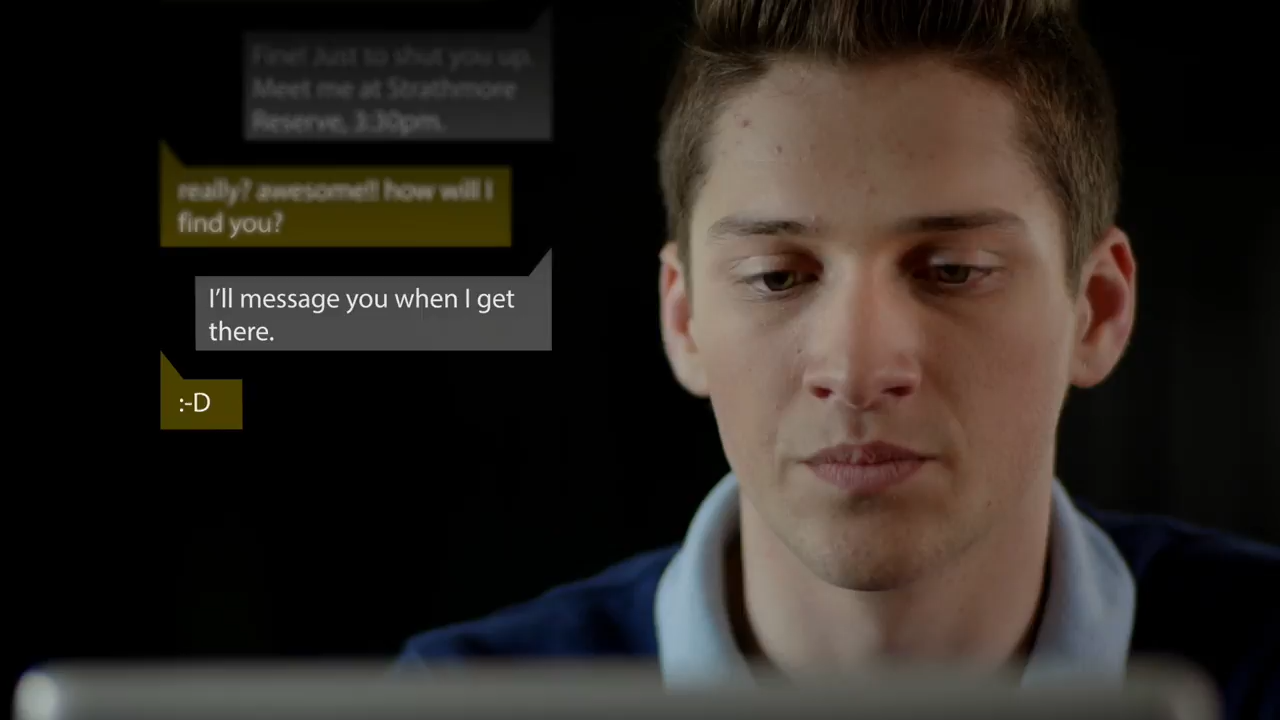 Fine! Just to shut you up.
Meet me at Strathmore
Reserve, 3:30pm.
really? awesome!! how will I
find you?
I'll message you when I get
there.
:-D